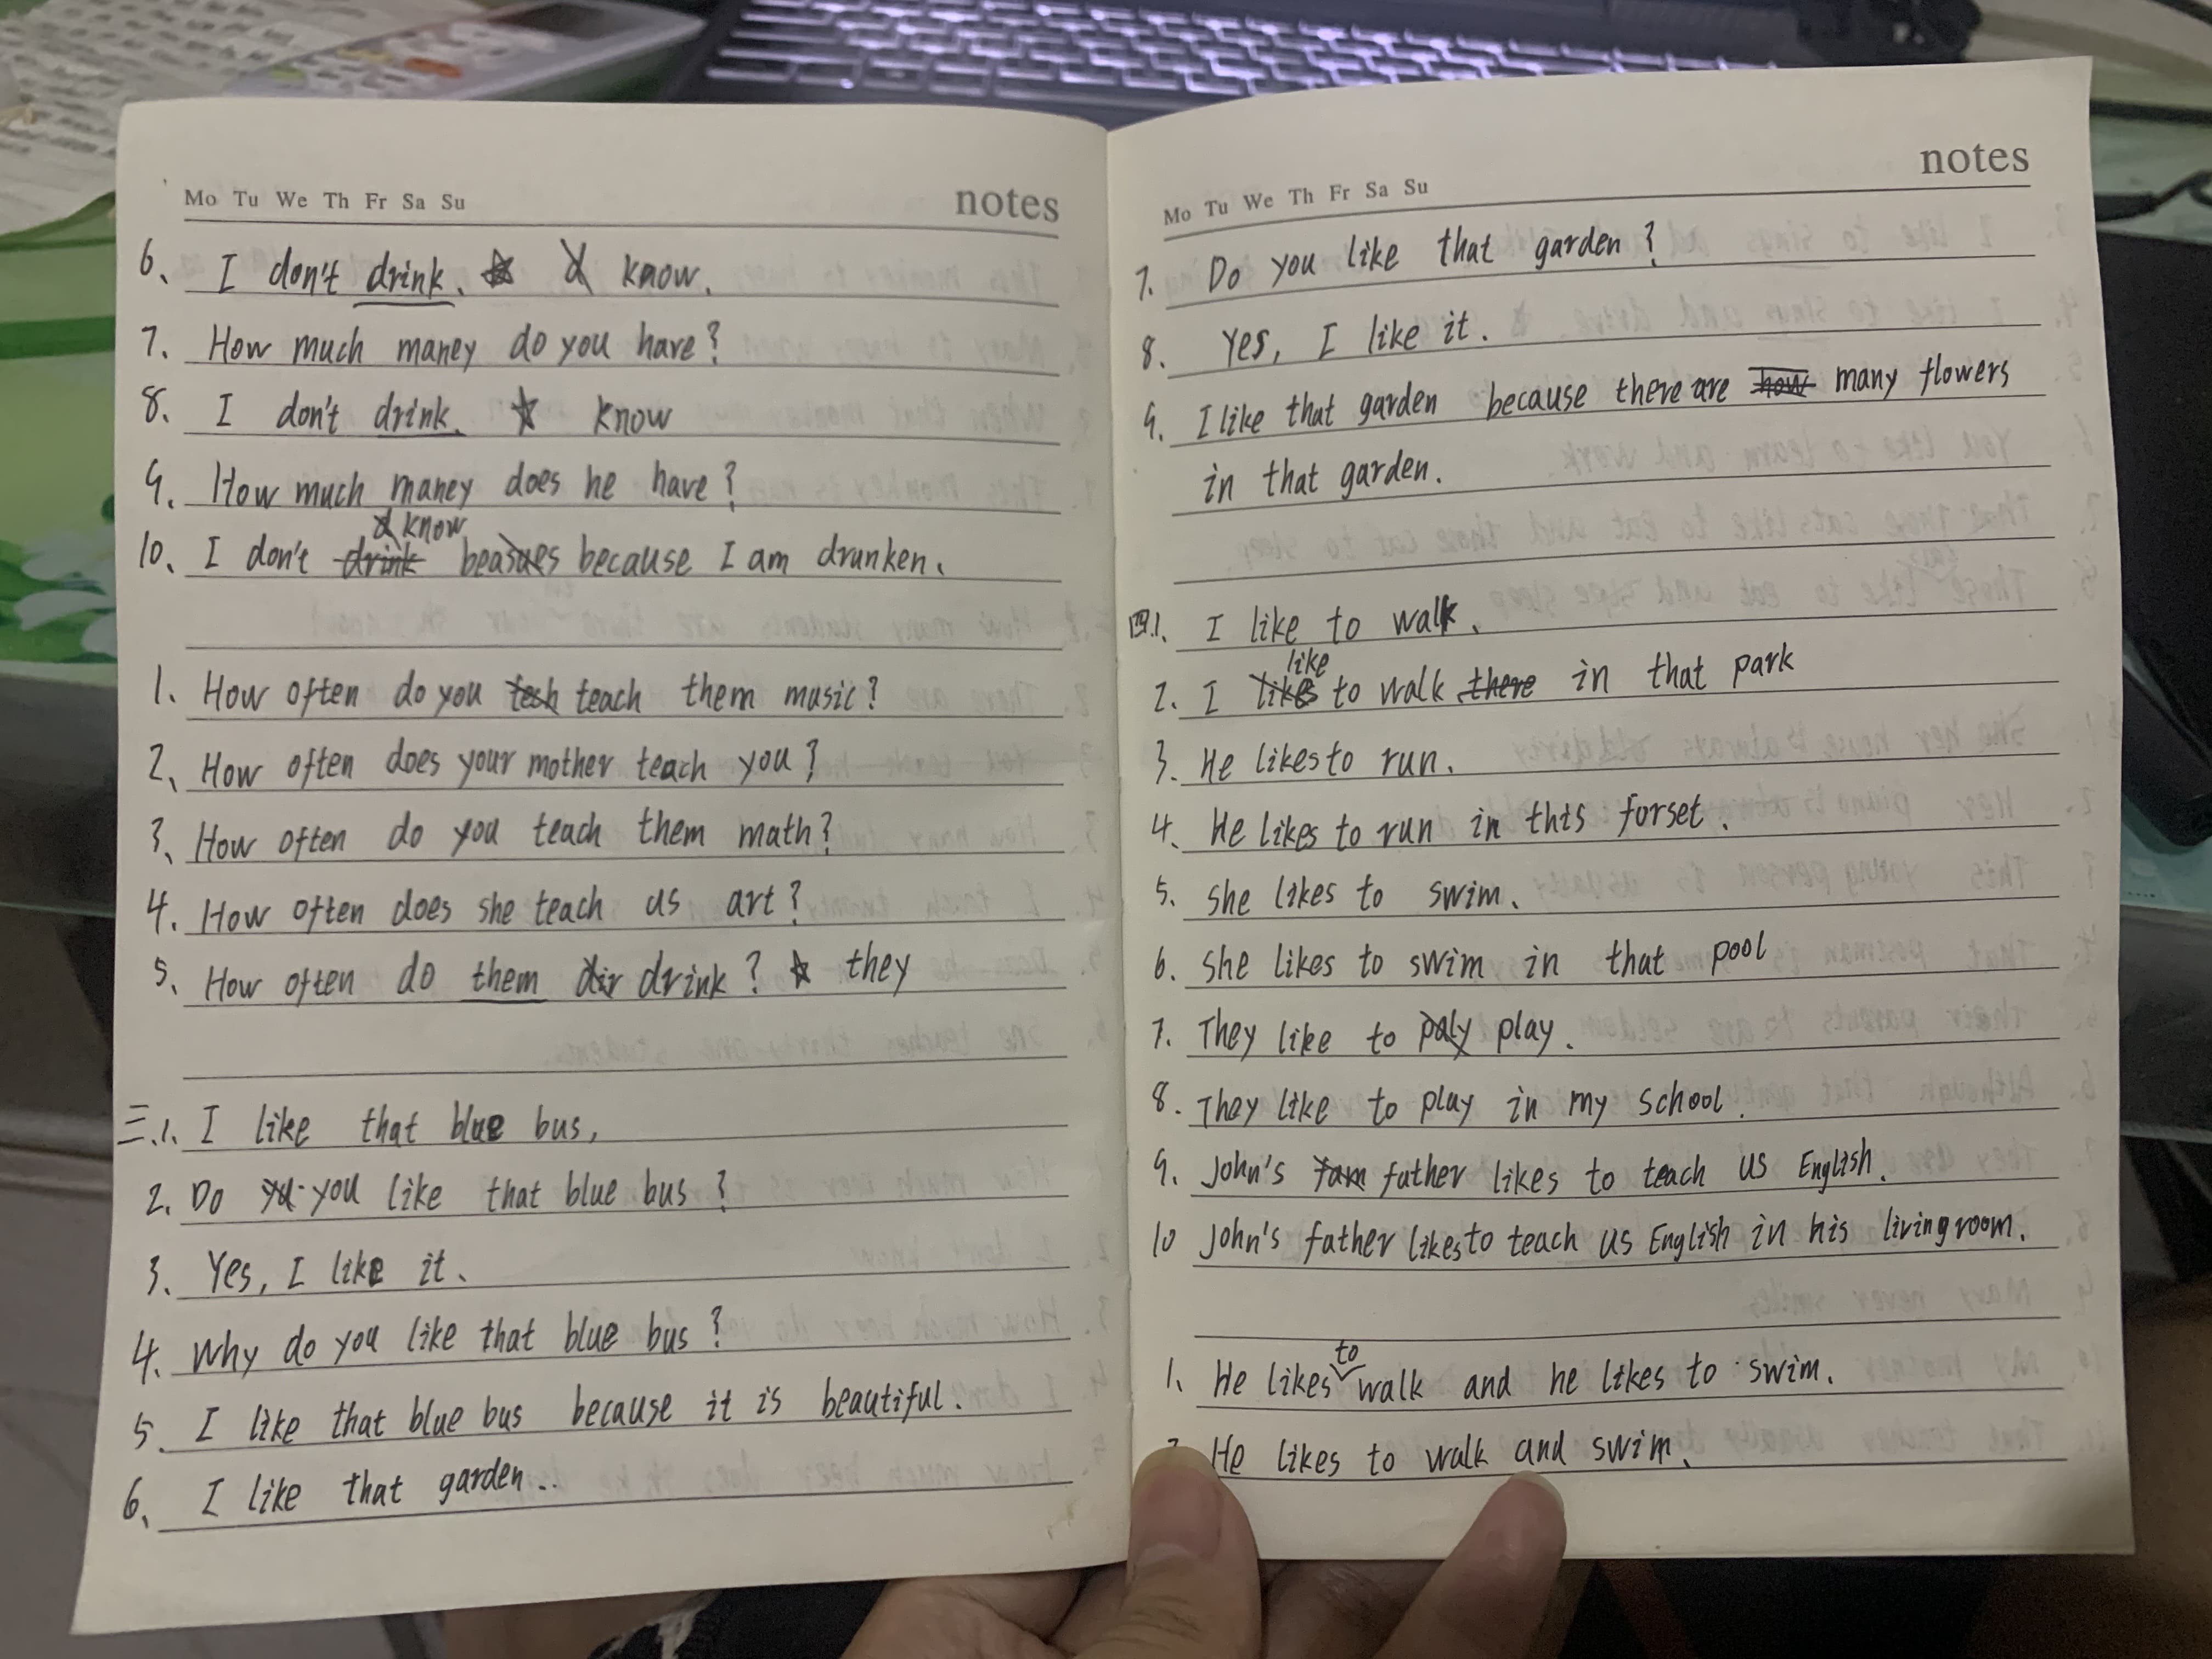 Mo Tu We Th Fr Sa Su notes
6. I don't drink. know.
7. How much maney do you have?
8. I don't drink. know
9. How much maney does he have?
know
10. I don't drink beasues because I am drunken.
1. How often do you tech teach them music?
2. How often does your mother teach you?
3. How often do you teach them math?
4. How often does she teach us art?
5. How often do them dir drink? they
三.1. I like that blue bus,
2. Do yu you like that blue bus?
3. Yes, I like it.
4. Why do you like that blue bus?
5. I like that blue bus because it is beautiful.
6. I like that garden..
Mo Tu We Th Fr Sa Su notes
7. Do you like that garden?
8. Yes, I like it.
9. I like that garden because there are how many flowers
in that garden.
四.1. I like to walk.
like
2. I likes to walk there in that park
3. He likes to run.
4. He likes to run in this forset.
5. She likes to swim.
6. She likes to swim in that pool
7. They like to paly play.
8. They like to play in my school.
9. John's fam father likes to teach us English.
10 John's father likes to teach us English in his livingroom.
to
1. He likes walk and he likes to swim.
He likes to walk and swim.